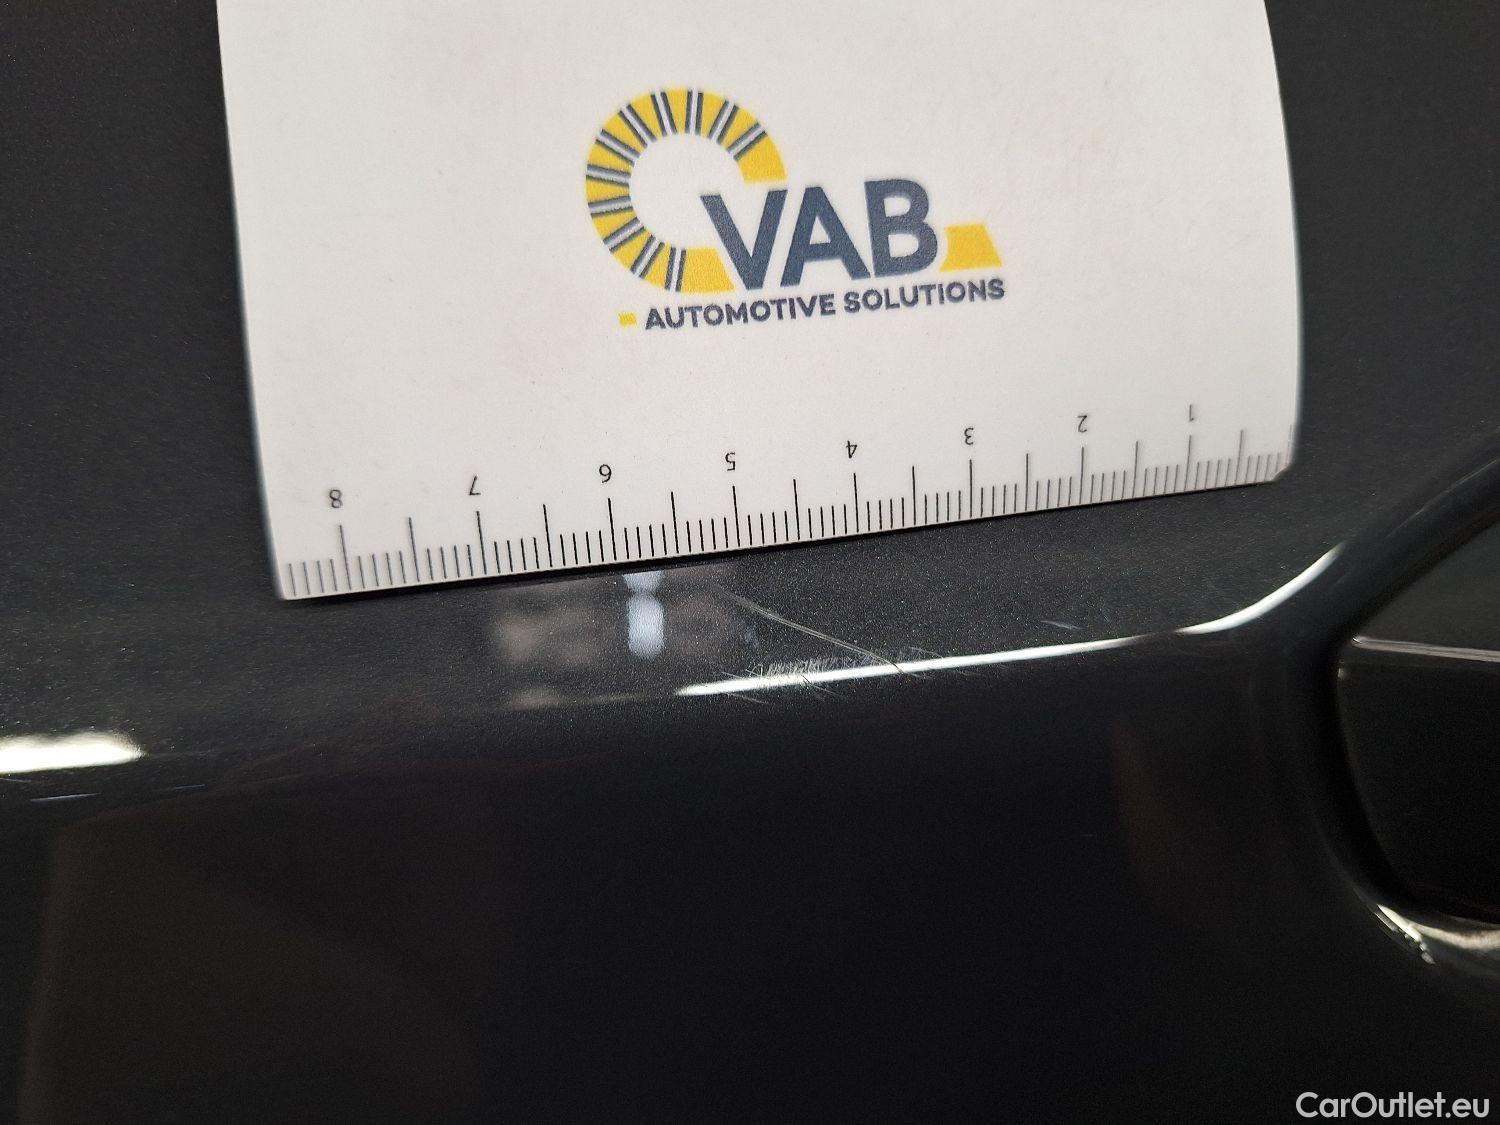 VAB
AUTOMOTIVE SOLUTIONS
8 7 6 5 4 3 2 1
CarOutlet.eu